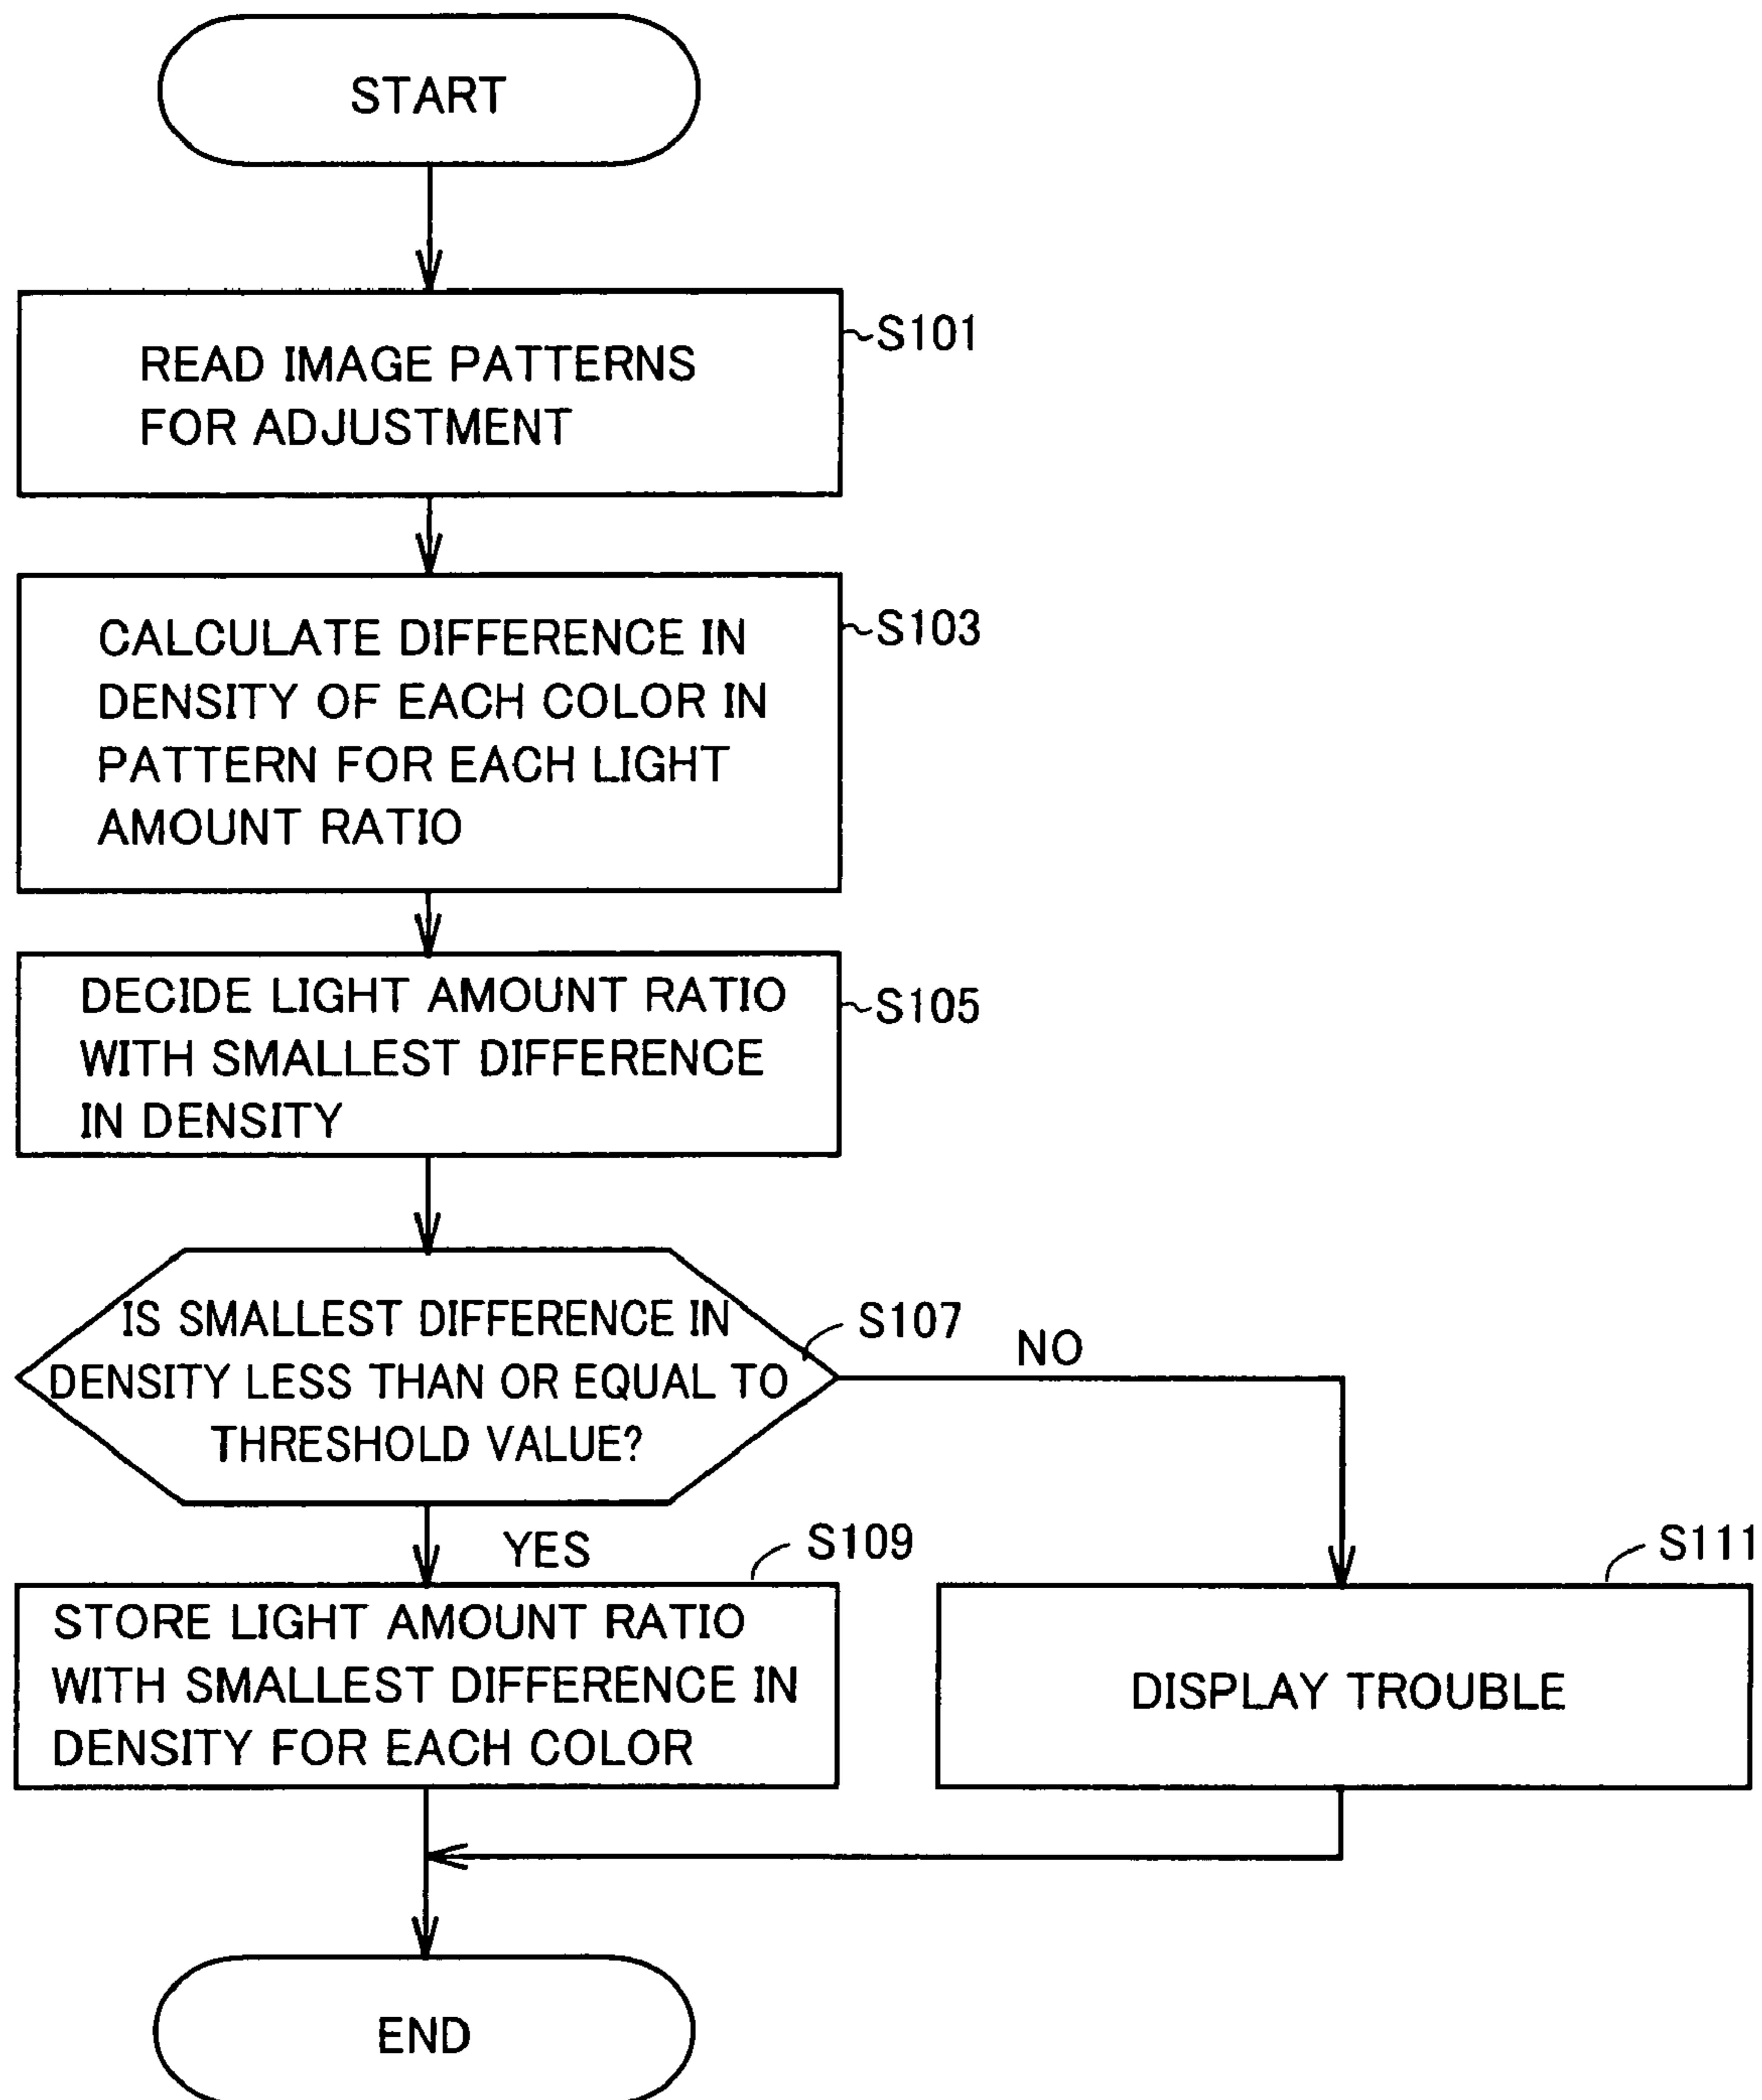 START
READ IMAGE PATTERNS
FOR ADJUSTMENT
S101
CALCULATE DIFFERENCE IN
DENSITY OF EACH COLOR IN
PATTERN FOR EACH LIGHT
AMOUNT RATIO
S103
DECIDE LIGHT AMOUNT RATIO
WITH SMALLEST DIFFERENCE
IN DENSITY
S105
IS SMALLEST DIFFERENCE IN
DENSITY LESS THAN OR EQUAL TO
THRESHOLD VALUE?
S107
NO
YES
S109
STORE LIGHT AMOUNT RATIO
WITH SMALLEST DIFFERENCE IN
DENSITY FOR EACH COLOR
S111
DISPLAY TROUBLE
END